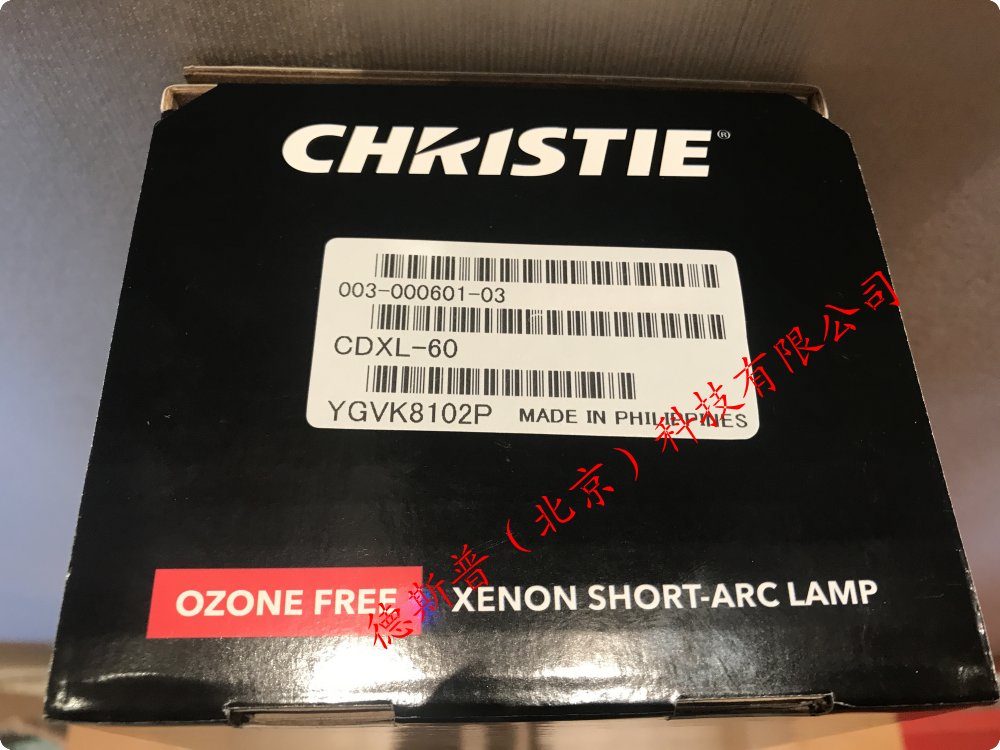 CHRISTIE®
003-000601-03
CDXL-60
YGVK8102P MADE IN PHILIPPINES
OZONE FREE XENON SHORT-ARC LAMP
德斯普（北京）科技有限公司